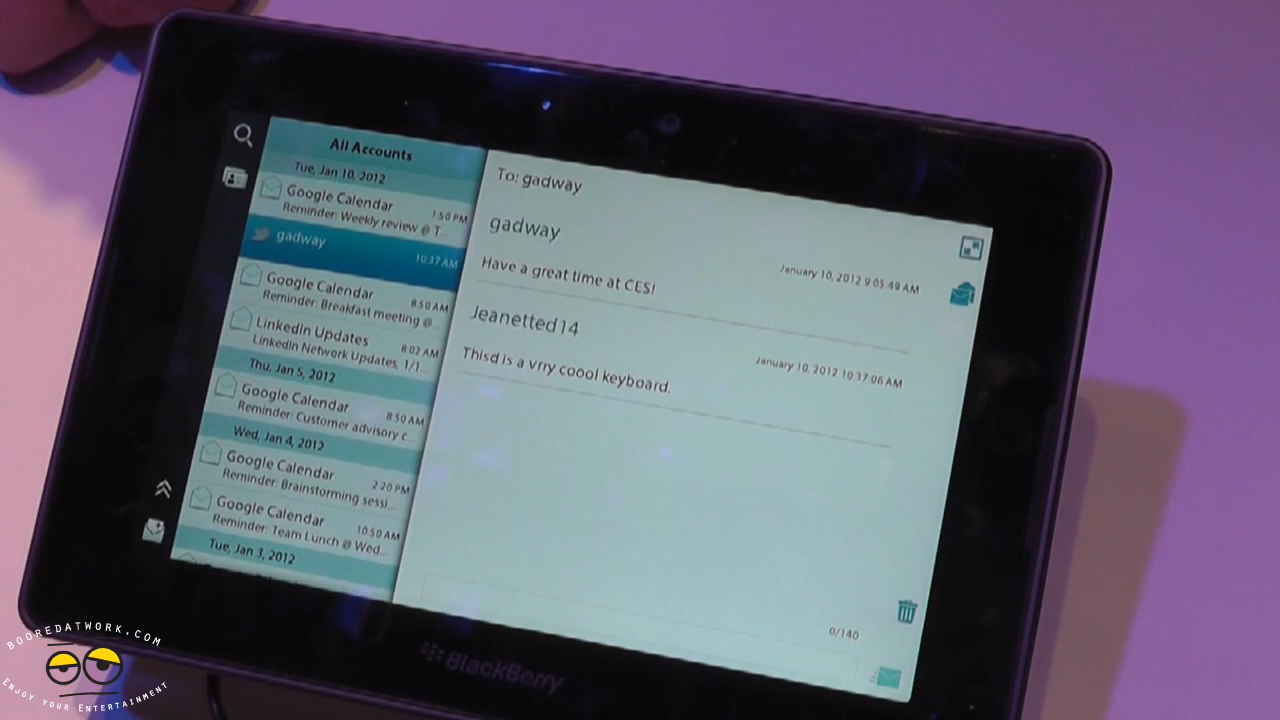 All Accounts
Tue, Jan 10, 2012
Google Calendar
1:50 PM
Reminder: Weekly review @ T...
gadway
10:37 AM
Google Calendar
8:50 AM
Reminder: Breakfast meeting @...
LinkedIn Updates
8:02 AM
LinkedIn Network Updates, 1/1...
Thu, Jan 5, 2012
Google Calendar
8:50 AM
Reminder: Customer advisory c...
Wed, Jan 4, 2012
Google Calendar
2:20 PM
Reminder: Brainstorming sessi...
Google Calendar
10:50 AM
Reminder: Team Lunch @ Wed...
Tue, Jan 3, 2012
To: gadway
gadway
January 10, 2012 9:05:49 AM
Have a great time at CES!
Jeanetted14
January 10, 2012 10:37:06 AM
Thisd is a vrry coool keyboard.
0/140
BlackBerry
BOOREDATWORK.COM
ENJOY YOUR ENTERTAINMENT